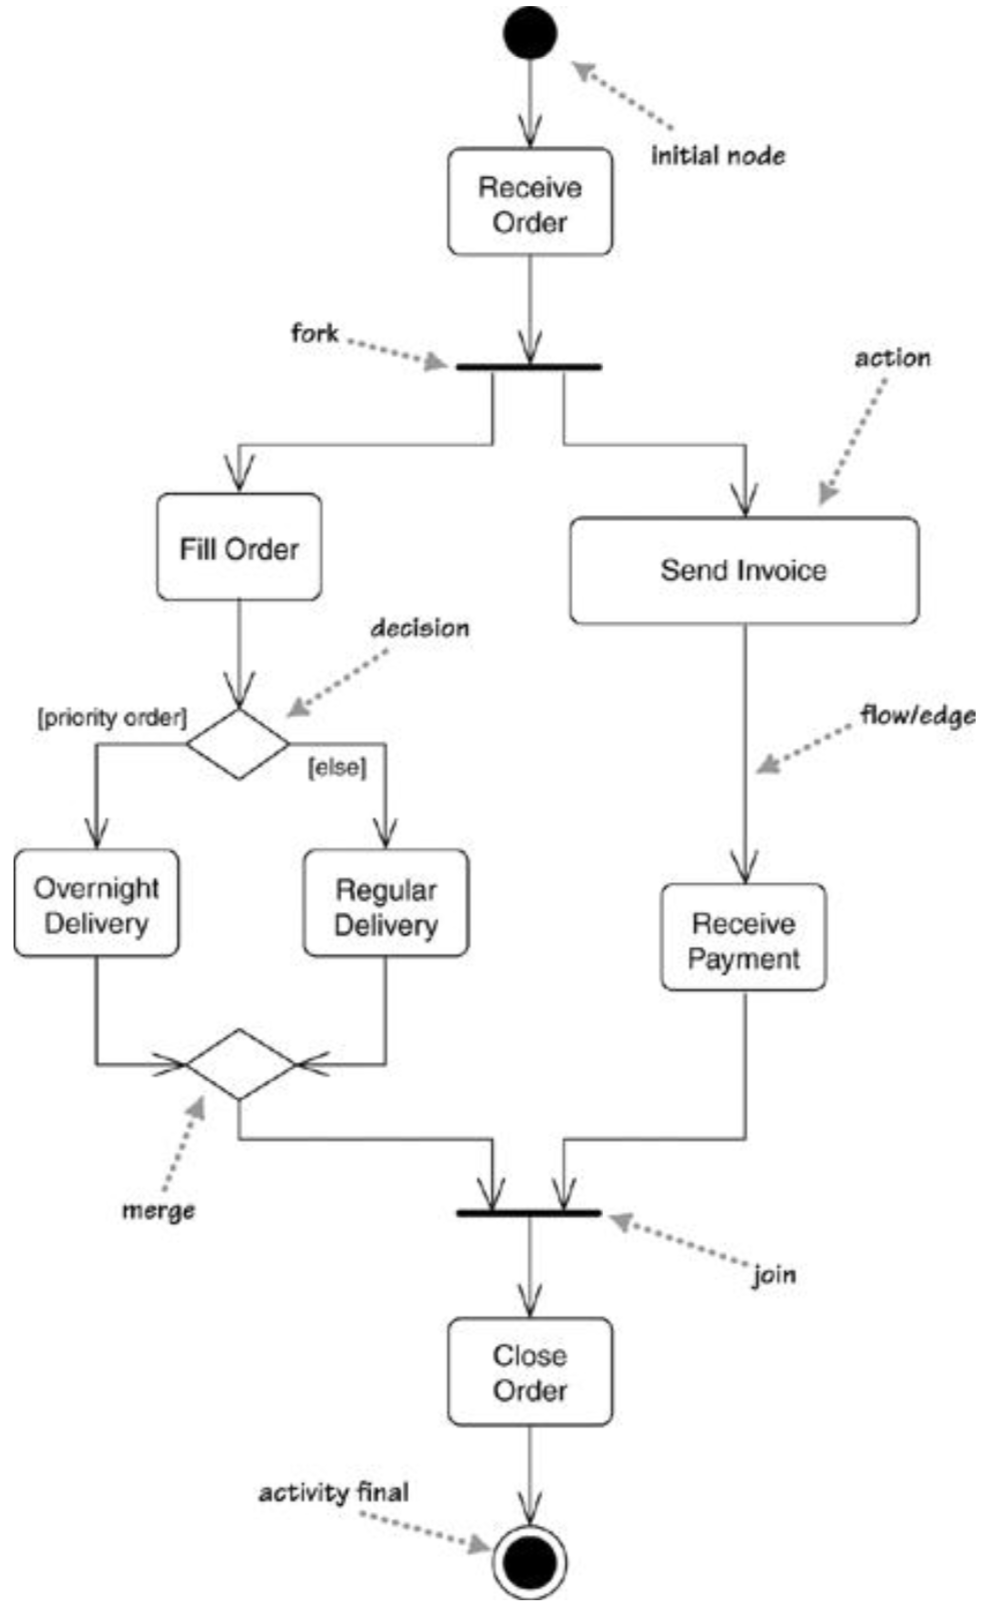 initial node
Receive
Order
fork
action
Fill Order
Send Invoice
decision
[priority order]
[else]
flow/edge
Overnight
Delivery
Regular
Delivery
Receive
Payment
merge
join
Close
Order
activity final